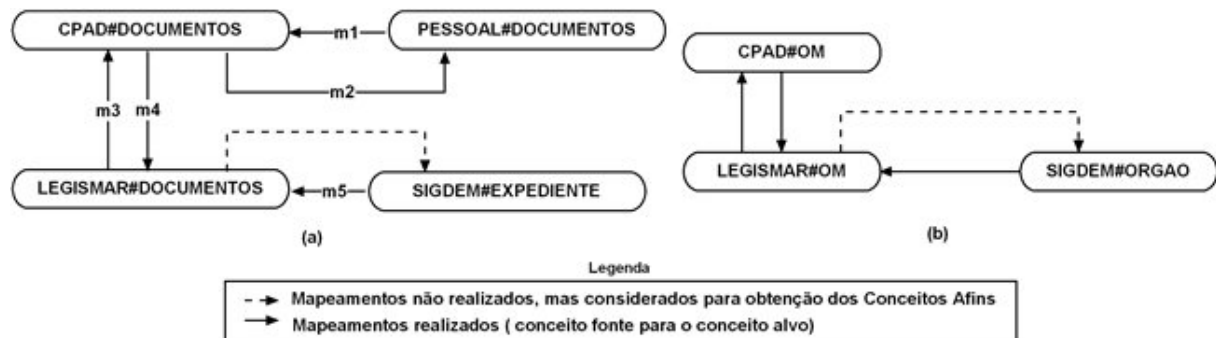 CPAD#DOCUMENTOS
m1
PESSOAL#DOCUMENTOS
m2
m3
m4
LEGISMAR#DOCUMENTOS
m5
SIGDEM#EXPEDIENTE
(a)
CPAD#OM
LEGISMAR#OM
SIGDEM#ORGAO
(b)
Legenda
Mapeamentos não realizados, mas considerados para obtenção dos Conceitos Afins
Mapeamentos realizados ( conceito fonte para o conceito alvo)